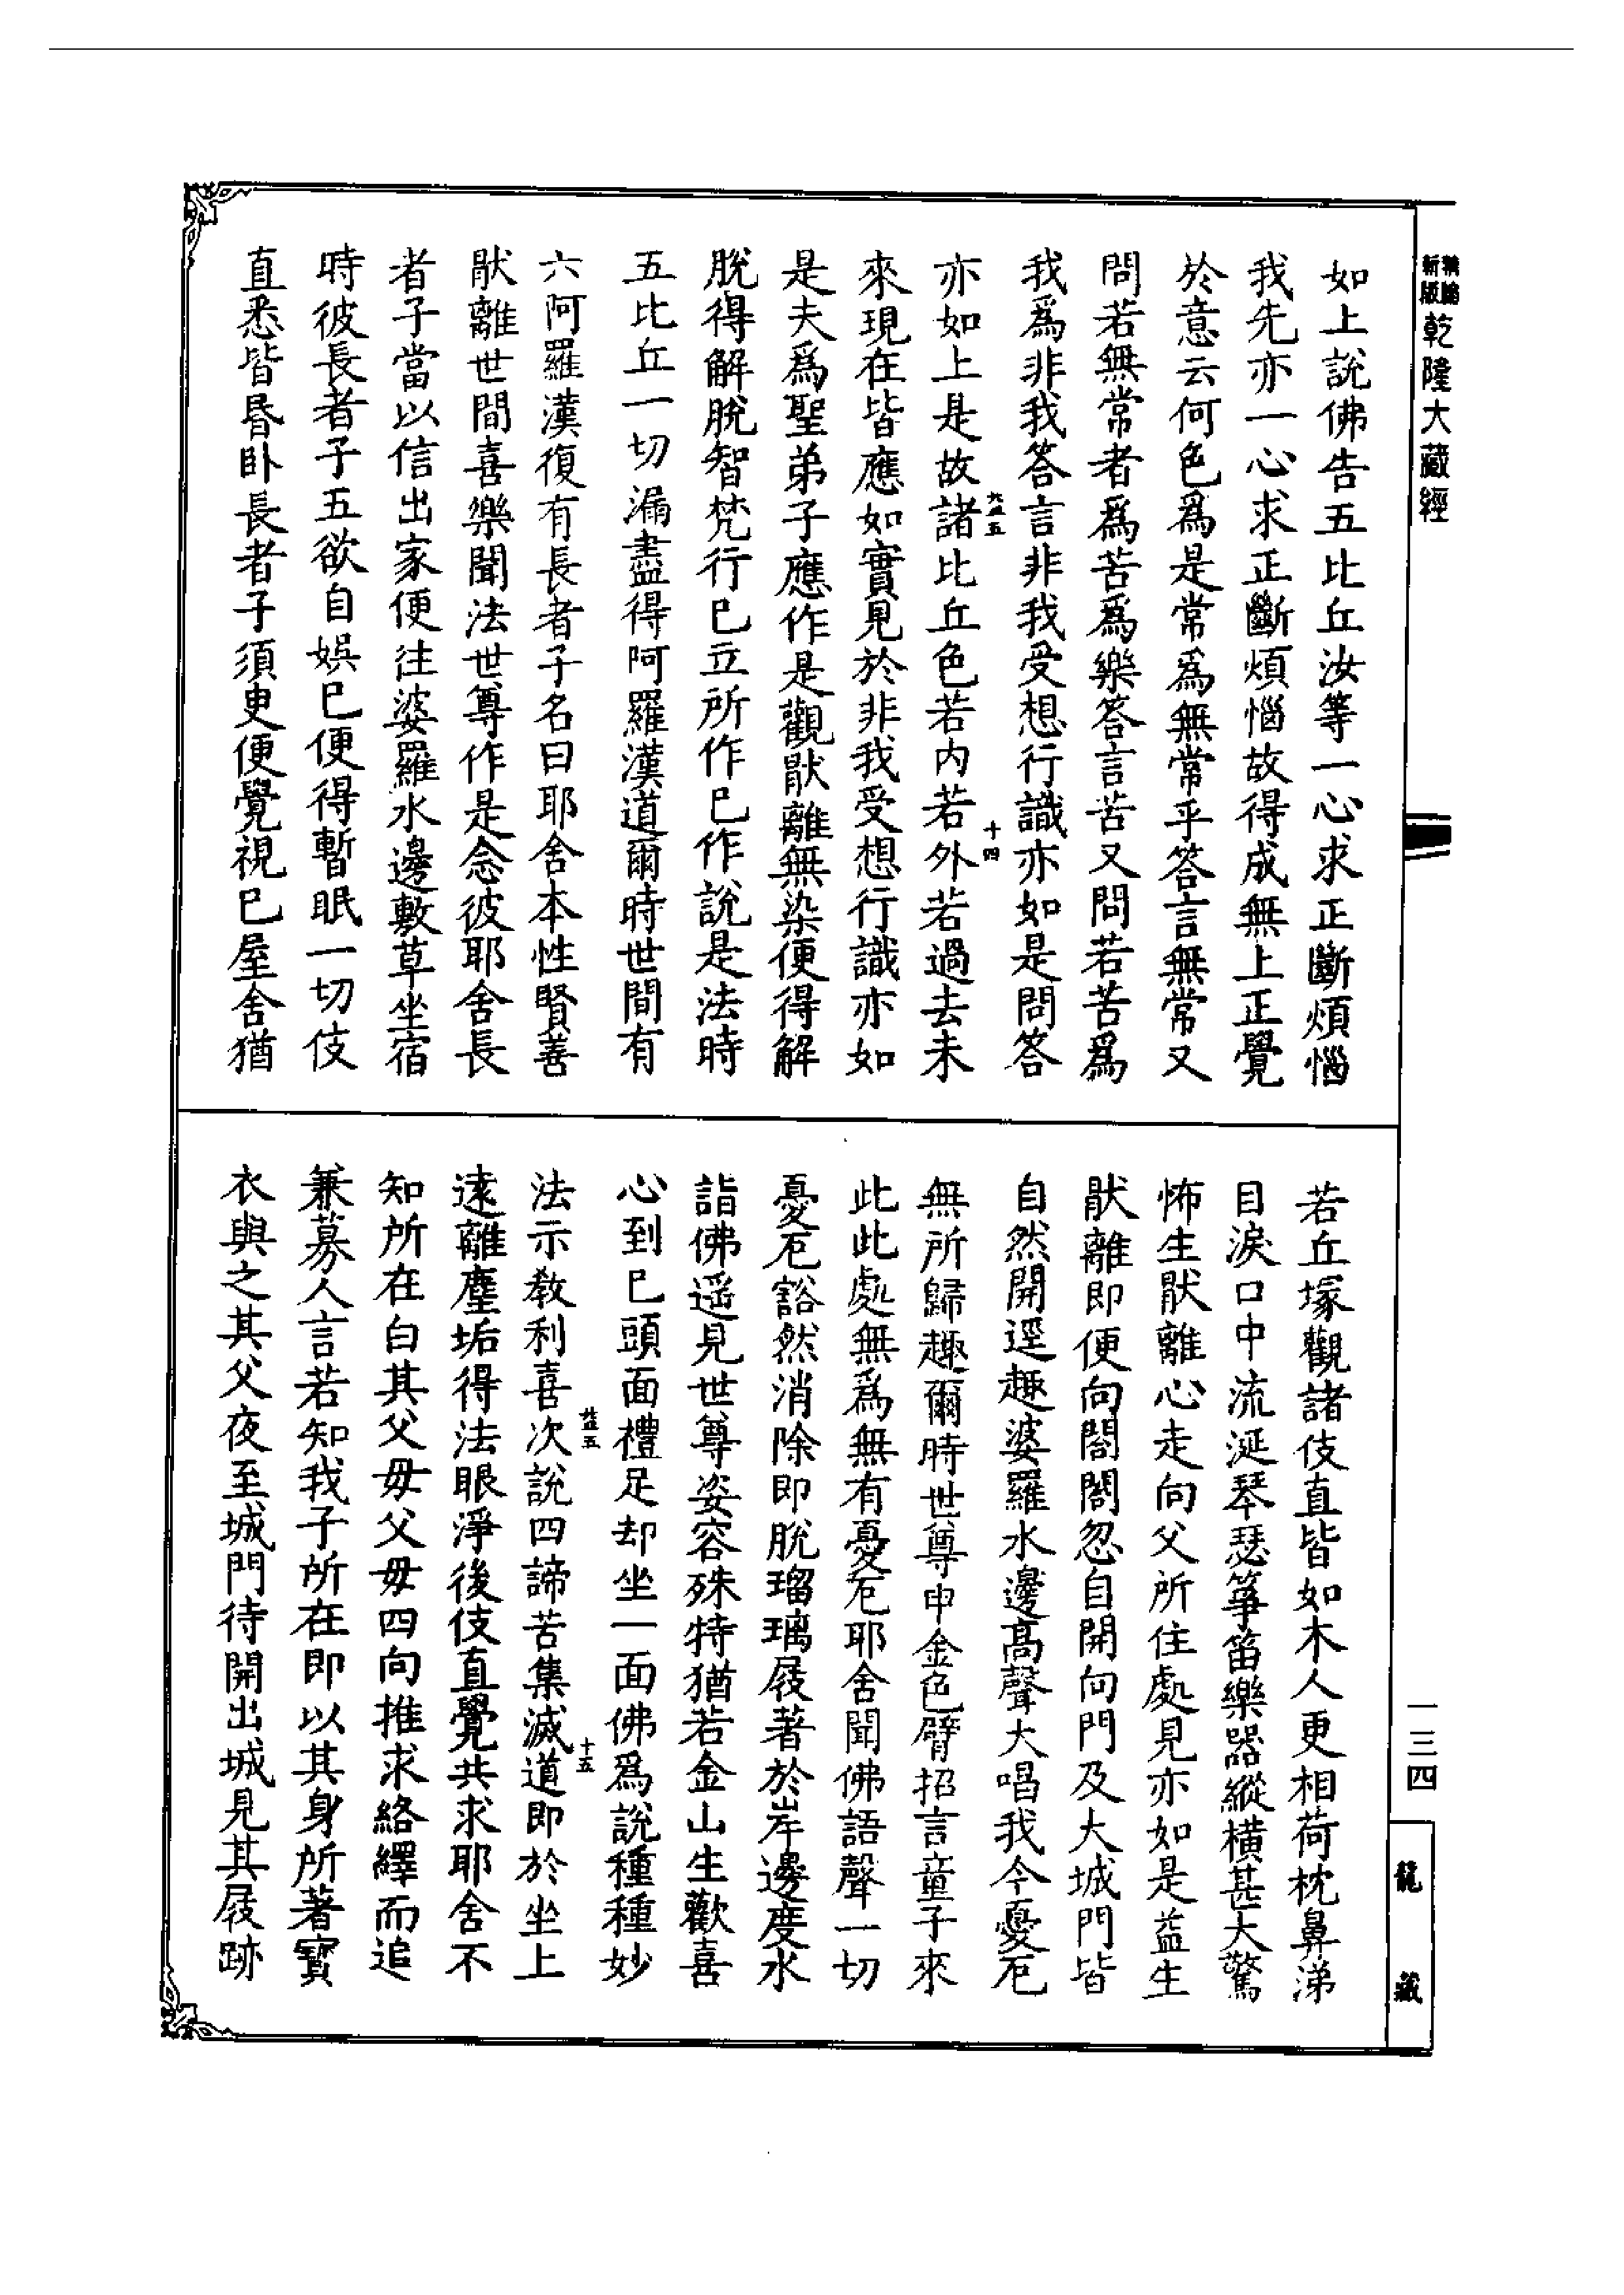 如上說佛告五比丘汝等一心求正斷煩惱
我先亦一心求正斷煩惱故得成無上正覺
於意云何色爲是常爲無常乎答言無常又
問若無常者爲苦爲樂答言苦又問若苦爲
我爲非我答言非我受想行識亦如是問答
亦如上是故諸比丘色若内若外若過去未
來現在皆應如實見於非我受想行識亦如
是夫爲聖弟子應作是觀猒離無染便得解
脫得解脫智梵行已立所作已作說是法時
五比丘一切漏盡得阿羅漢道爾時世間有
六阿羅漢復有長者子名曰耶舍本性賢善
猒離世間喜樂聞法世尊作是念彼耶舍長
者子當以信出家便往婆羅水邊敷草坐宿
時彼長者子五欲自娛已便得暫眠一切伎
直悉皆昬卧長者子須臾便覺視已屋舍猶
若丘塚觀諸伎直皆如木人更相荷枕鼻涕
目淚口中流涎琴瑟箏笛樂器縱橫甚大驚
怖生猒離心走向父所住處見亦如是益生
猒離即便向閤閤忽自開向門及大城門皆
自然開逕趣婆羅水邊高聲大唱我今憂厄
無所歸趣爾時世尊申金色臂招言童子來
此此處無爲無有憂厄耶舍聞佛語聲一切
憂厄豁然消除即脫瑠璃屐著於岸邊度水
詣佛遥見世尊姿容殊特猶若金山生歡喜
心到已頭面禮足却坐一面佛爲說種種妙
法示教利喜次說四諦苦集滅道即於坐上
遠離塵垢得法眼淨後伎直覺共求耶舍不
知所在白其父母父母四向推求絡繹而追
兼募人言若知我子所在即以其身所著寳
衣與之其父夜至城門待開出城見其屐跡
新版
乾隆大藏經
十四
十五
一三四
龍藏